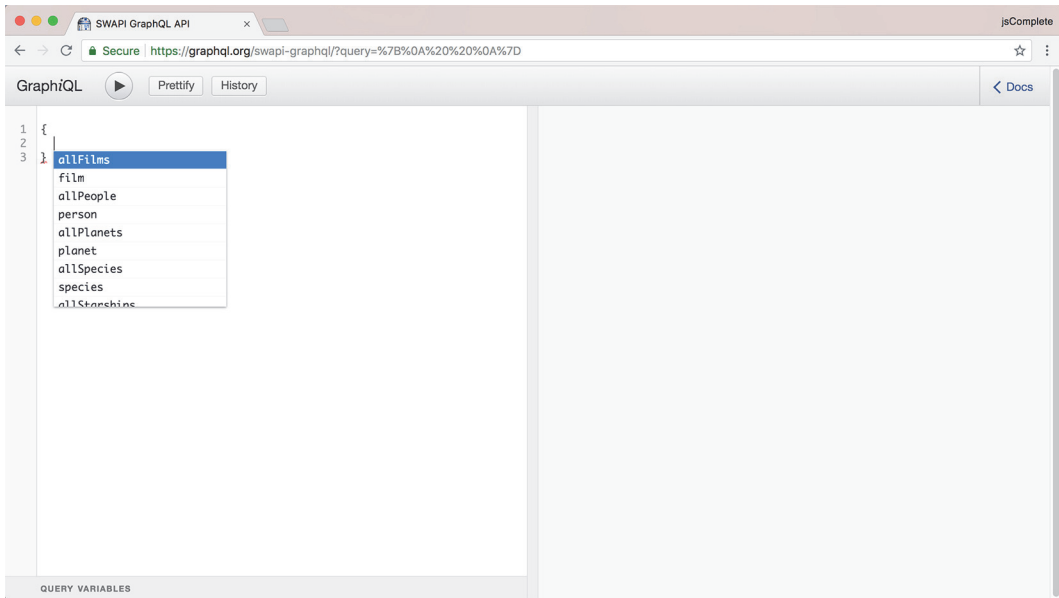 SWAPI GraphQL API
jsComplete
Secure https://graphql.org/swapi-graphql/?query=%7B%0A%20%20%0A%7D
GraphiQL Prettify History Docs
1 {
2
3 }
allFilms
film
allPeople
person
allPlanets
planet
allSpecies
species
allStarships
QUERY VARIABLES